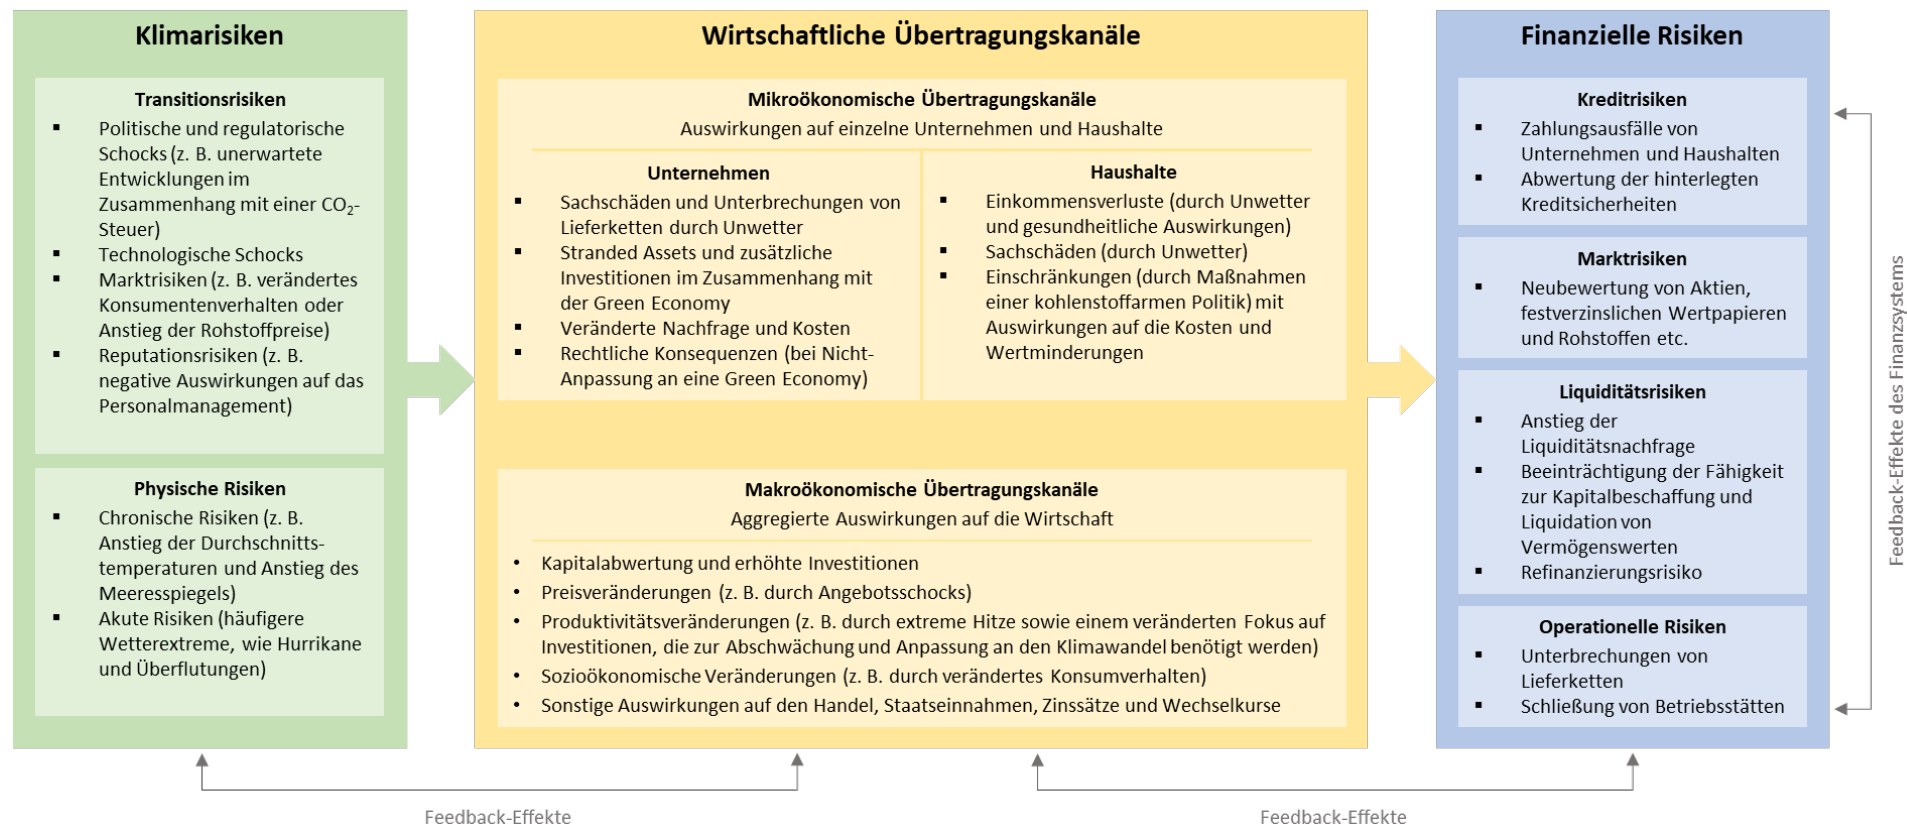 Klimarisiken
Transitionsrisiken
▪ Politische und regulatorische
Schocks (z. B. unerwartete
Entwicklungen im
Zusammenhang mit einer CO₂-
Steuer)
▪ Technologische Schocks
▪ Marktrisiken (z. B. verändertes
Konsumentenverhalten oder
Anstieg der Rohstoffpreise)
▪ Reputationsrisiken (z. B.
negative Auswirkungen auf das
Personalmanagement)
Physische Risiken
▪ Chronische Risiken (z. B.
Anstieg der Durchschnitts-
temperaturen und Anstieg des
Meeresspiegels)
▪ Akute Risiken (häufigere
Wetterextreme, wie Hurrikane
und Überflutungen)
Wirtschaftliche Übertragungskanäle
Mikroökonomische Übertragungskanäle
Auswirkungen auf einzelne Unternehmen und Haushalte
Unternehmen
▪ Sachschäden und Unterbrechungen von
Lieferketten durch Unwetter
▪ Stranded Assets und zusätzliche
Investitionen im Zusammenhang mit
der Green Economy
▪ Veränderte Nachfrage und Kosten
▪ Rechtliche Konsequenzen (bei Nicht-
Anpassung an eine Green Economy)
Haushalte
▪ Einkommensverluste (durch Unwetter
und gesundheitliche Auswirkungen)
▪ Sachschäden (durch Unwetter)
▪ Einschränkungen (durch Maßnahmen
einer kohlenstoffarmen Politik) mit
Auswirkungen auf die Kosten und
Wertminderungen
Makroökonomische Übertragungskanäle
Aggregierte Auswirkungen auf die Wirtschaft
• Kapitalabwertung und erhöhte Investitionen
• Preisveränderungen (z. B. durch Angebotsschocks)
• Produktivitätsveränderungen (z. B. durch extreme Hitze sowie einem veränderten Fokus auf
Investitionen, die zur Abschwächung und Anpassung an den Klimawandel benötigt werden)
• Sozioökonomische Veränderungen (z. B. durch verändertes Konsumverhalten)
• Sonstige Auswirkungen auf den Handel, Staatseinnahmen, Zinssätze und Wechselkurse
Finanzielle Risiken
Kreditrisiken
▪ Zahlungsausfälle von
Unternehmen und Haushalten
▪ Abwertung der hinterlegten
Kreditsicherheiten
Marktrisiken
▪ Neubewertung von Aktien,
festverzinslichen Wertpapieren
und Rohstoffen etc.
Liquiditätsrisiken
▪ Anstieg der
Liquiditätsnachfrage
▪ Beeinträchtigung der Fähigkeit
zur Kapitalbeschaffung und
Liquidation von
Vermögenswerten
▪ Refinanzierungsrisiko
Operationelle Risiken
▪ Unterbrechungen von
Lieferketten
▪ Schließung von Betriebsstätten
Feedback-Effekte des Finanzsystems
Feedback-Effekte
Feedback-Effekte